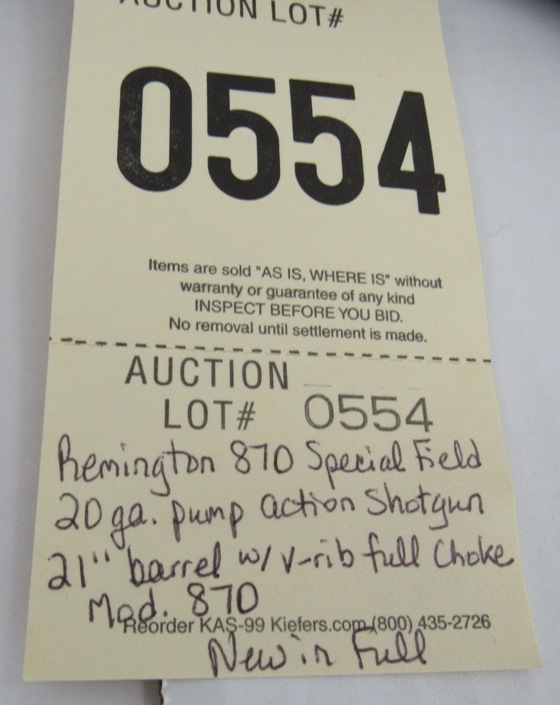 AUCTION LOT#
0554
Items are sold "AS IS, WHERE IS" without
warranty or guarantee of any kind
INSPECT BEFORE YOU BID.
No removal until settlement is made.
AUCTION
LOT# 0554
Remington 870 Special Field
20 ga. pump action Shotgun
21" barrel w/ v-rib full Choke
Mod. 870
Reorder KAS-99 Kiefers.com (800) 435-2726
New in Full